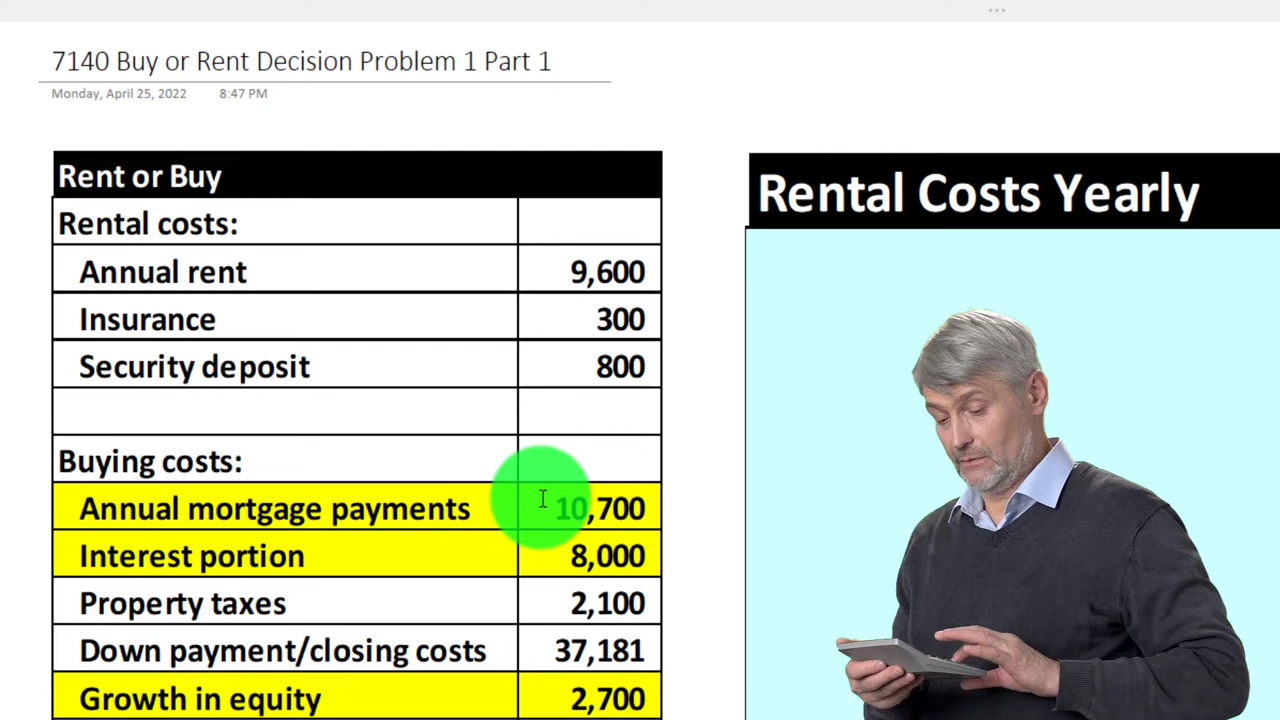 7140 Buy or Rent Decision Problem 1 Part 1
Monday, April 25, 2022 8:47 PM
Rent or Buy
Rental costs:
Annual rent 9,600
Insurance 300
Security deposit 800
Buying costs:
Annual mortgage payments 10,700
Interest portion 8,000
Property taxes 2,100
Down payment/closing costs 37,181
Growth in equity 2,700
Rental Costs Yearly